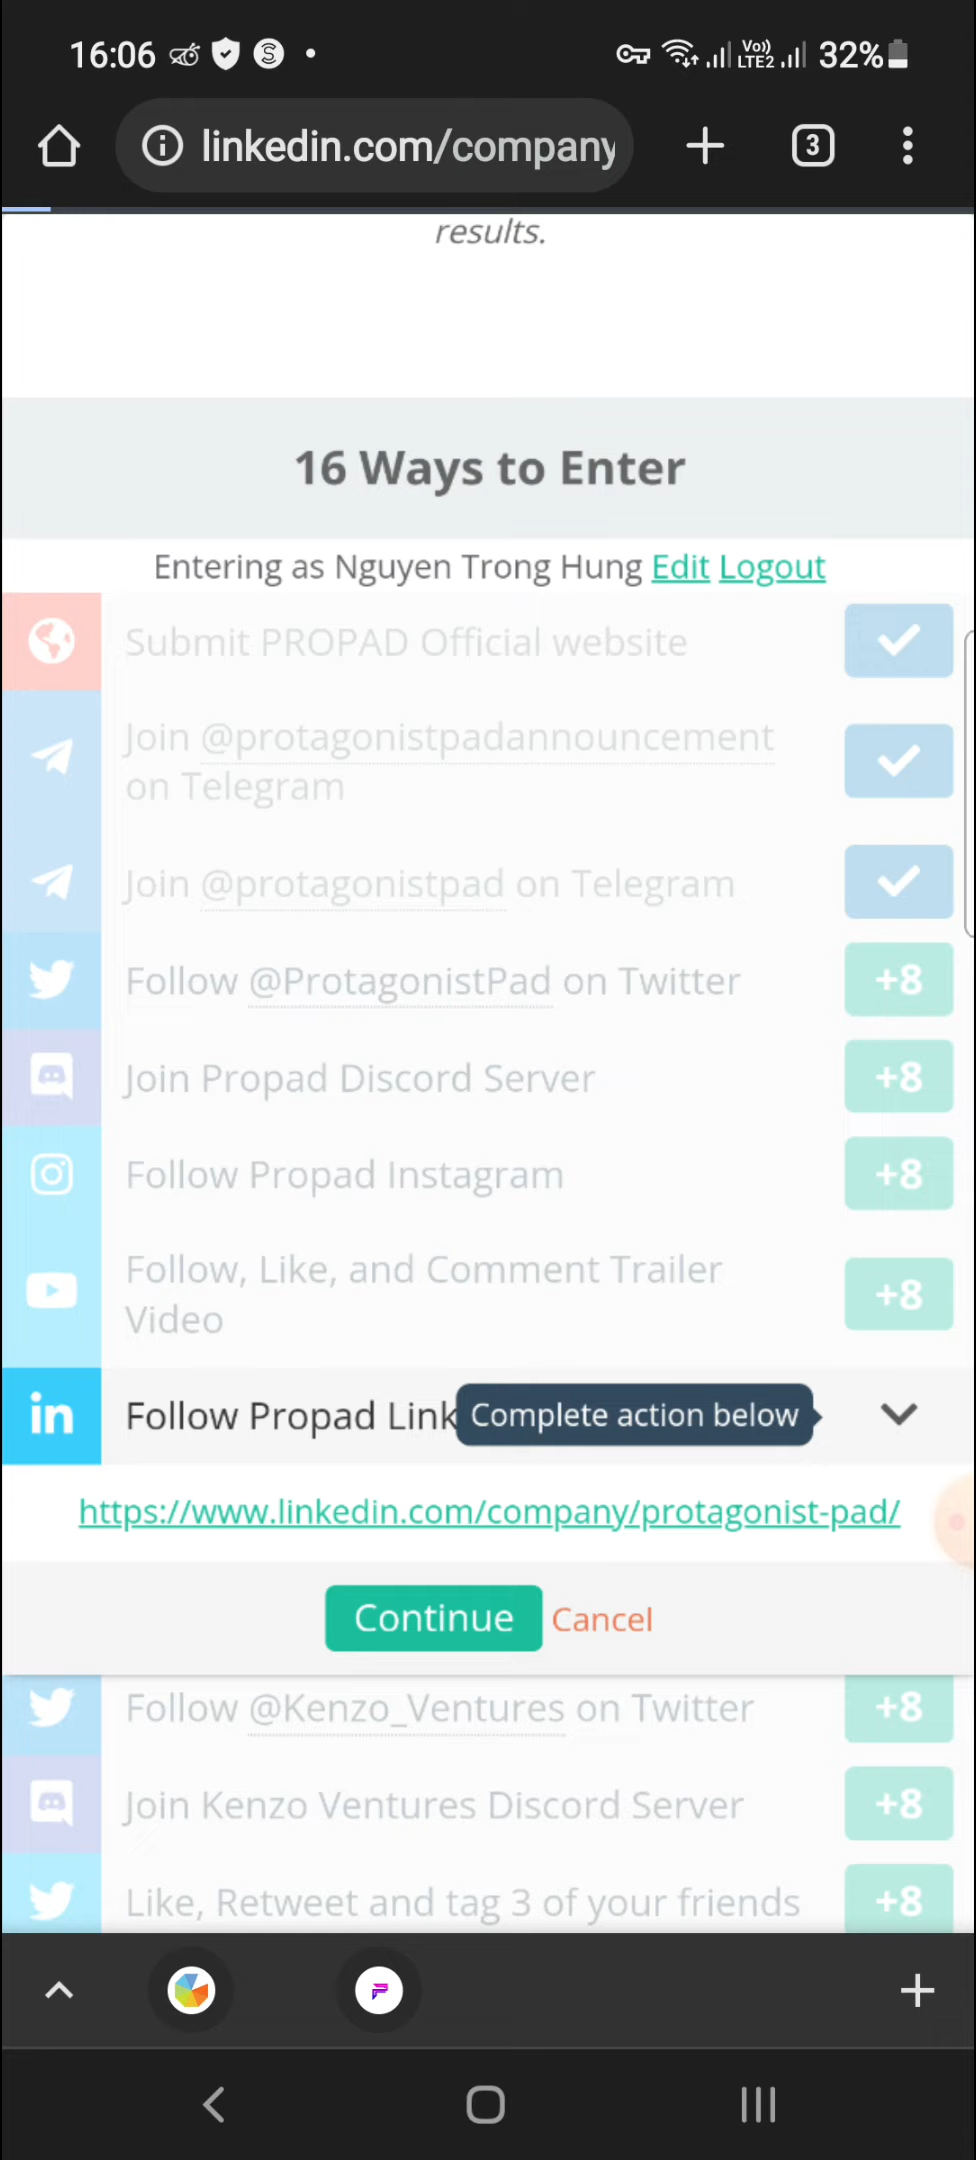 16:06
Vo))
LTE2
32%
linkedin.com/company
3
results.
16 Ways to Enter
Entering as Nguyen Trong Hung Edit Logout
Submit PROPAD Official website
Join @protagonistpadannouncement
on Telegram
Join @protagonistpad on Telegram
Follow @ProtagonistPad on Twitter
+8
Join Propad Discord Server
+8
Follow Propad Instagram
+8
Follow, Like, and Comment Trailer
Video
+8
in
Follow Propad Link
Complete action below
https://www.linkedin.com/company/protagonist-pad/
Continue Cancel
Follow @Kenzo_Ventures on Twitter
+8
Join Kenzo Ventures Discord Server
+8
Like, Retweet and tag 3 of your friends
+8